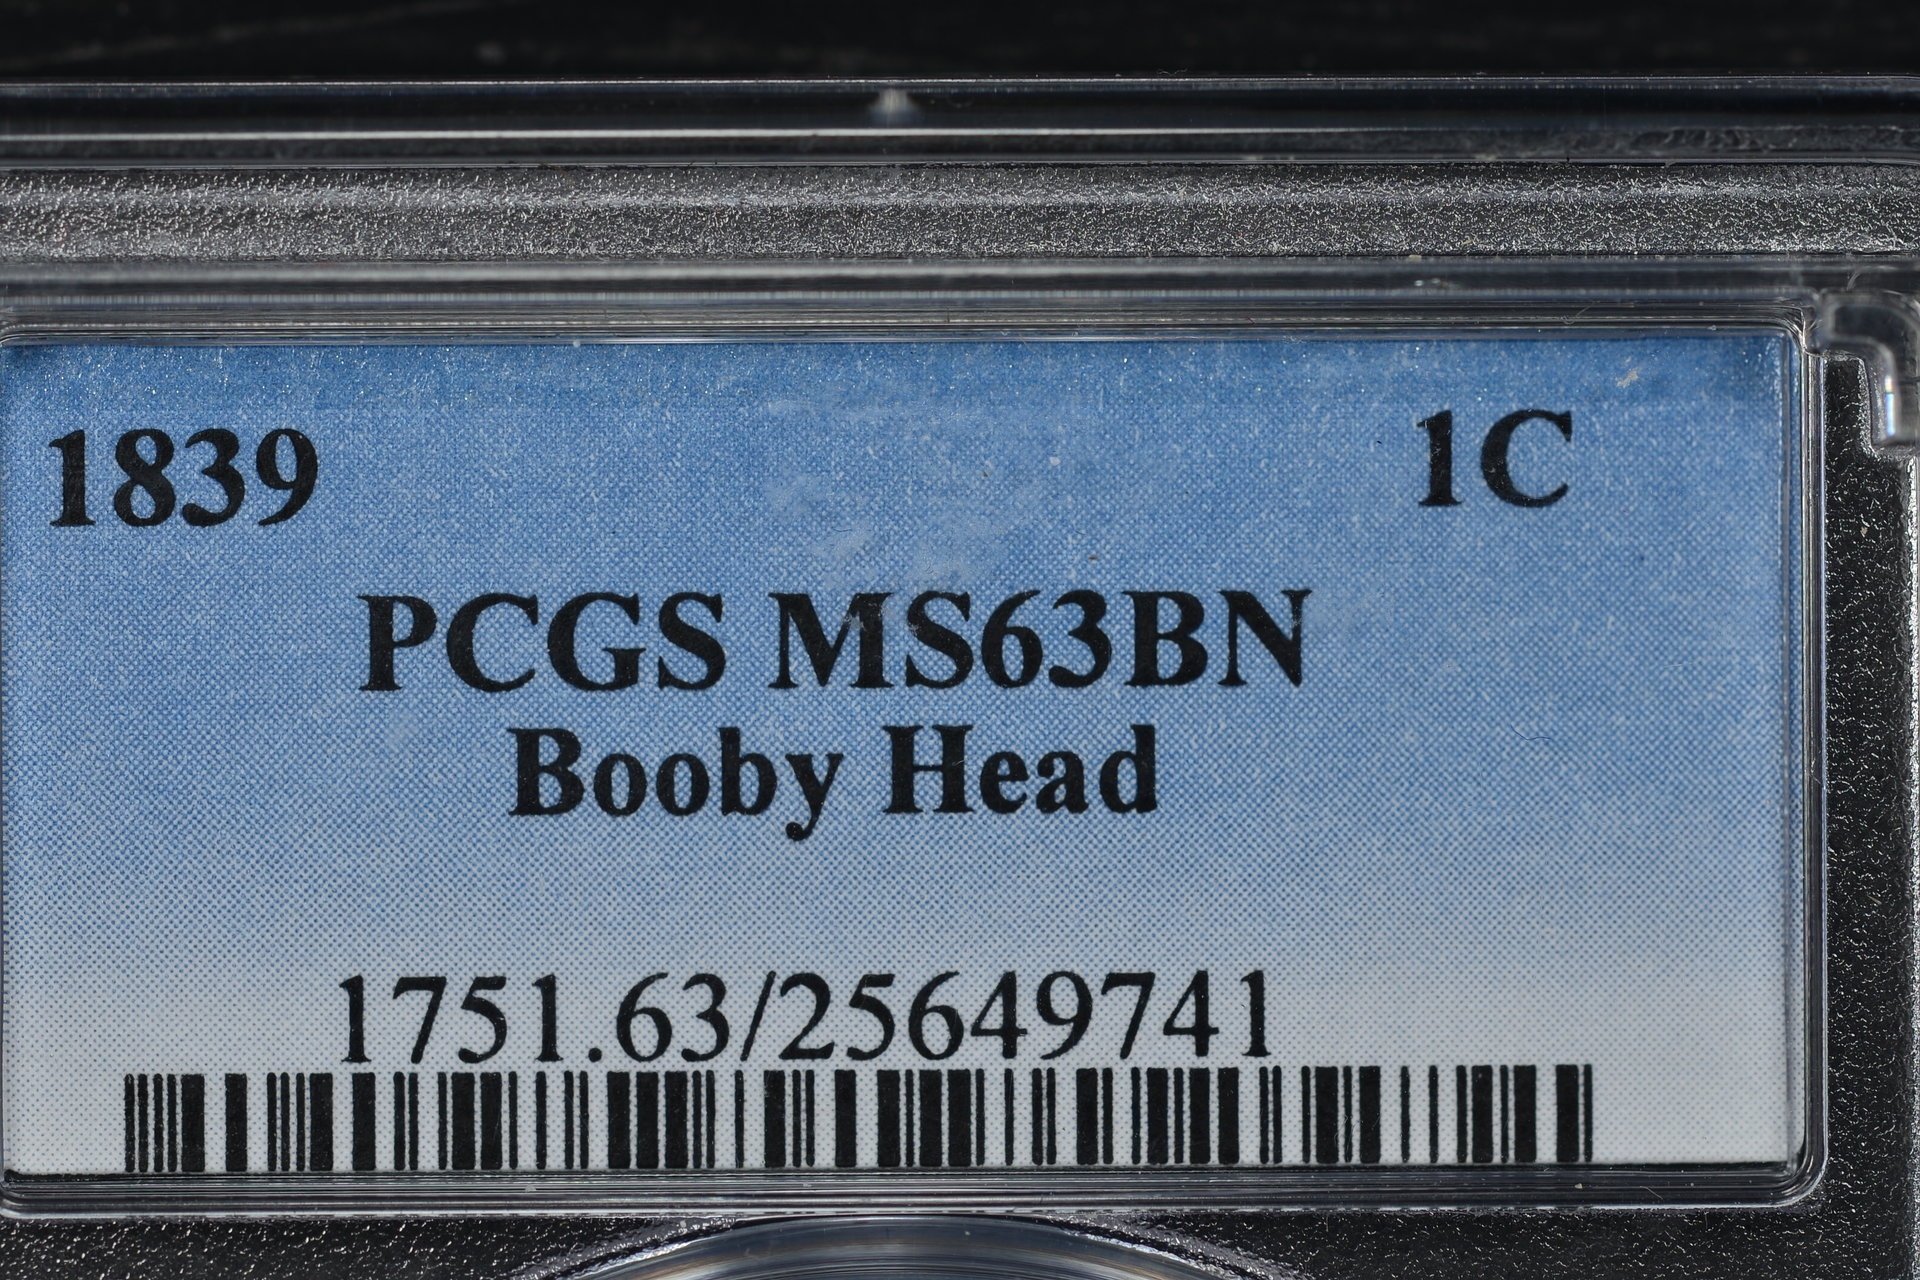 1839 1C
PCGS MS63BN
Booby Head
1751.63/25649741